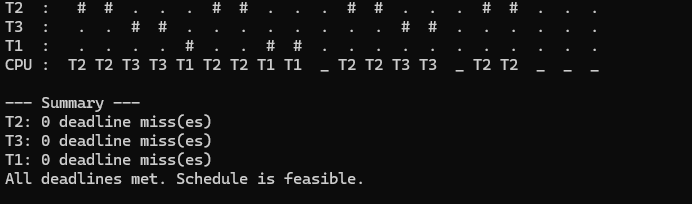 T2  :   # #  .  .  .  # #  .  .  .  # #  .  .  .  # #  .  .  .
T3  :   .  .  # #  .  .  .  .  .  .  .  .  # #  .  .  .  .  .  .
T1  :   .  .  .  .  #  .  .  # #  .  .  .  .  .  .  .  .  .  .  .
CPU :  T2 T2 T3 T3 T1 T2 T2 T1 T1  _ T2 T2 T3 T3  _ T2 T2  _  _  _
--- Summary ---
T2: 0 deadline miss(es)
T3: 0 deadline miss(es)
T1: 0 deadline miss(es)
All deadlines met. Schedule is feasible.